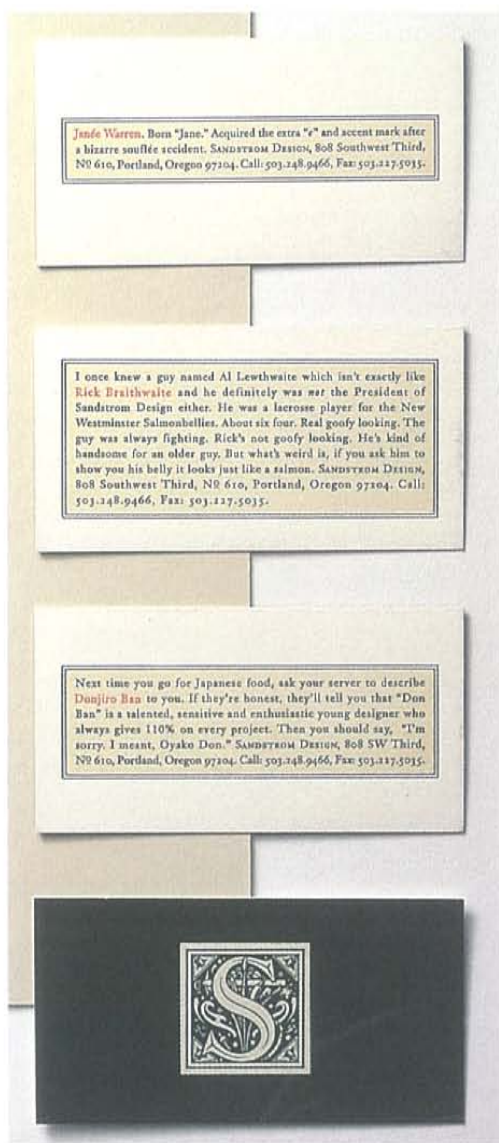 Janée Warren. Born "Jane." Acquired the extra "e" and accent mark after
a bizarre souflée accident. SANDSTROM DESIGN, 808 Southwest Third,
Nº 610, Portland, Oregon 97204. Call: 503.248.9466, Fax: 503.227.5035.
I once knew a guy named Al Lewthwaite which isn't exactly like
Rick Braithwaite and he definitely was not the President of
Sandstrom Design either. He was a lacrosse player for the New
Westminster Salmonbellies. About six four. Real goofy looking. The
guy was always fighting. Rick's not goofy looking. He's kind of
handsome for an older guy. But what's weird is, if you ask him to
show you his belly it looks just like a salmon. SANDSTROM DESIGN,
808 Southwest Third, Nº 610, Portland, Oregon 97204. Call:
503.248.9466, Fax: 503.227.5035.
Next time you go for Japanese food, ask your server to describe
Donjiro Ban to you. If they're honest, they'll tell you that "Don
Ban" is a talented, sensitive and enthusiastic young designer who
always gives 110% on every project. Then you should say, "I'm
sorry. I meant, Oyako Don." SANDSTROM DESIGN, 808 SW Third,
Nº 610, Portland, Oregon 97204. Call: 503.248.9466, Fax: 503.227.5035.
S